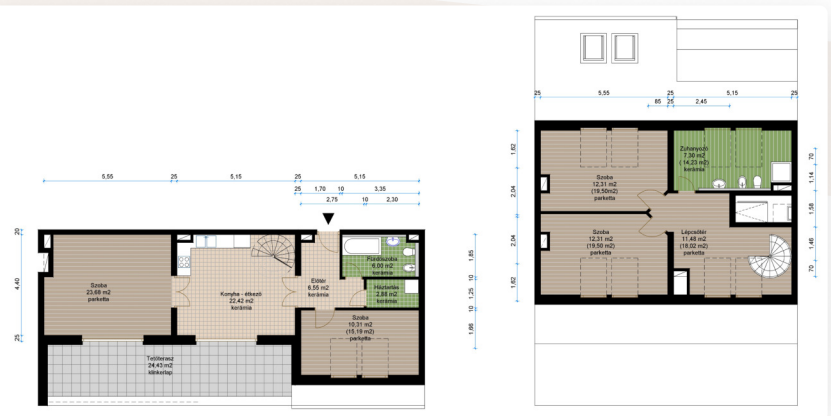 5,55
25
5,15
25
5,15
25
1,70
10
3,35
2,75
10
2,30
20
4,40
25
Szoba
23,68 m2
parketta
Konyha - étkező
22,42 m2
kerámia
Előtér
6,55 m2
kerámia
Fürdőszoba
6,00 m2
kerámia
Háztartás
2,88 m2
kerámia
Szoba
10,31 m2
(15,19 m2)
parketta
Tetőterasz
24,43 m2
klinkerlap
1,85
10
1,25
10
1,66
25
5,55
25
5,15
25
85
25
2,45
1,62
2,04
2,04
1,62
Szoba
12,31 m2
(19,50m2)
parketta
Zuhanyozó
7,30 m2
( 14,23 m2)
kerámia
Szoba
12,31 m2
(19,50 m2)
parketta
Lépcsőtér
11,48 m2
(18,02 m2)
parketta
70
1,14
1,58
1,46
70